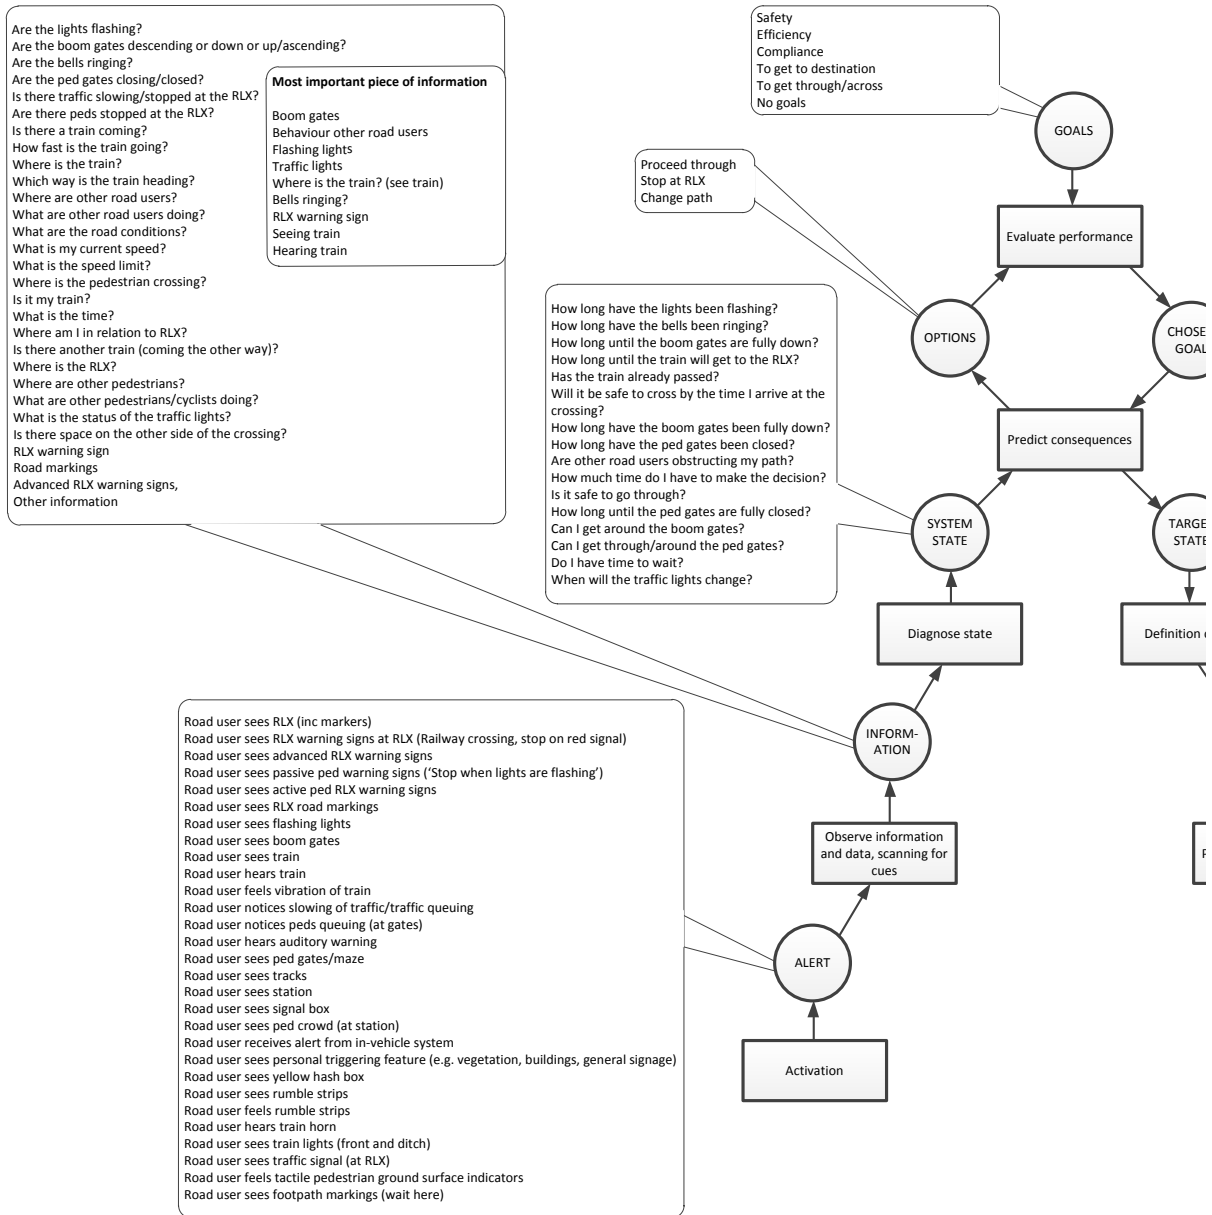 Are the lights flashing?
Are the boom gates descending or down or up/ascending?
Are the bells ringing?
Are the ped gates closing/closed?
Is there traffic slowing/stopped at the RLX?
Are there peds stopped at the RLX?
Is there a train coming?
How fast is the train going?
Where is the train?
Which way is the train heading?
Where are other road users?
What are other road users doing?
What are the road conditions?
What is my current speed?
What is the speed limit?
Where is the pedestrian crossing?
Is it my train?
What is the time?
Where am I in relation to RLX?
Is there another train (coming the other way)?
Where is the RLX?
Where are other pedestrians?
What are other pedestrians/cyclists doing?
What is the status of the traffic lights?
Is there space on the other side of the crossing?
RLX warning sign
Road markings
Advanced RLX warning signs,
Other information
Most important piece of information
Boom gates
Behaviour other road users
Flashing lights
Traffic lights
Where is the train? (see train)
Bells ringing?
RLX warning sign
Seeing train
Hearing train
Safety
Efficiency
Compliance
To get to destination
To get through/across
No goals
GOALS
Proceed through
Stop at RLX
Change path
Evaluate performance
OPTIONS
CHOSE
GOAL
Predict consequences
How long have the lights been flashing?
How long have the bells been ringing?
How long until the boom gates are fully down?
How long until the train will get to the RLX?
Has the train already passed?
Will it be safe to cross by the time I arrive at the
crossing?
How long have the boom gates been fully down?
How long have the ped gates been closed?
Are other road users obstructing my path?
How much time do I have to make the decision?
Is it safe to go through?
How long until the ped gates are fully closed?
Can I get around the boom gates?
Can I get through/around the ped gates?
Do I have time to wait?
When will the traffic lights change?
SYSTEM
STATE
TARGE
STATE
Diagnose state
Definition
INFORM-
ATION
Observe information
and data, scanning for
cues
ALERT
Activation
Road user sees RLX (inc markers)
Road user sees RLX warning signs at RLX (Railway crossing, stop on red signal)
Road user sees advanced RLX warning signs
Road user sees passive ped warning signs (‘Stop when lights are flashing’)
Road user sees active ped RLX warning signs
Road user sees RLX road markings
Road user sees flashing lights
Road user sees boom gates
Road user sees train
Road user hears train
Road user feels vibration of train
Road user notices slowing of traffic/traffic queuing
Road user notices peds queuing (at gates)
Road user hears auditory warning
Road user sees ped gates/maze
Road user sees tracks
Road user sees station
Road user sees signal box
Road user sees ped crowd (at station)
Road user receives alert from in-vehicle system
Road user sees personal triggering feature (e.g. vegetation, buildings, general signage)
Road user sees yellow hash box
Road user sees rumble strips
Road user feels rumble strips
Road user hears train horn
Road user sees train lights (front and ditch)
Road user sees traffic signal (at RLX)
Road user feels tactile pedestrian ground surface indicators
Road user sees footpath markings (wait here)